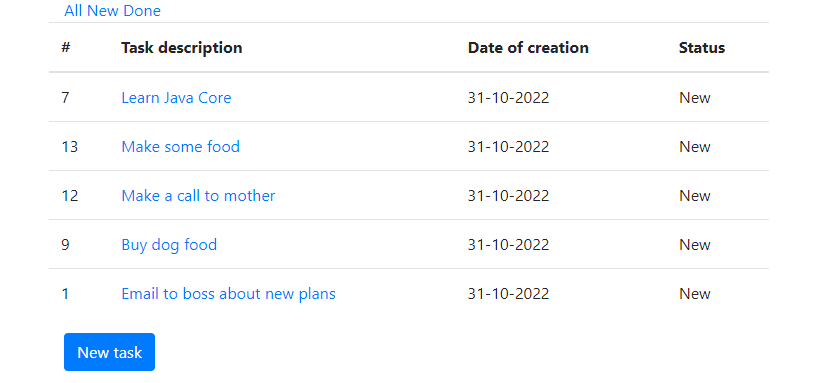 All New Done
# Task description Date of creation Status
7 Learn Java Core 31-10-2022 New
13 Make some food 31-10-2022 New
12 Make a call to mother 31-10-2022 New
9 Buy dog food 31-10-2022 New
1 Email to boss about new plans 31-10-2022 New
New task